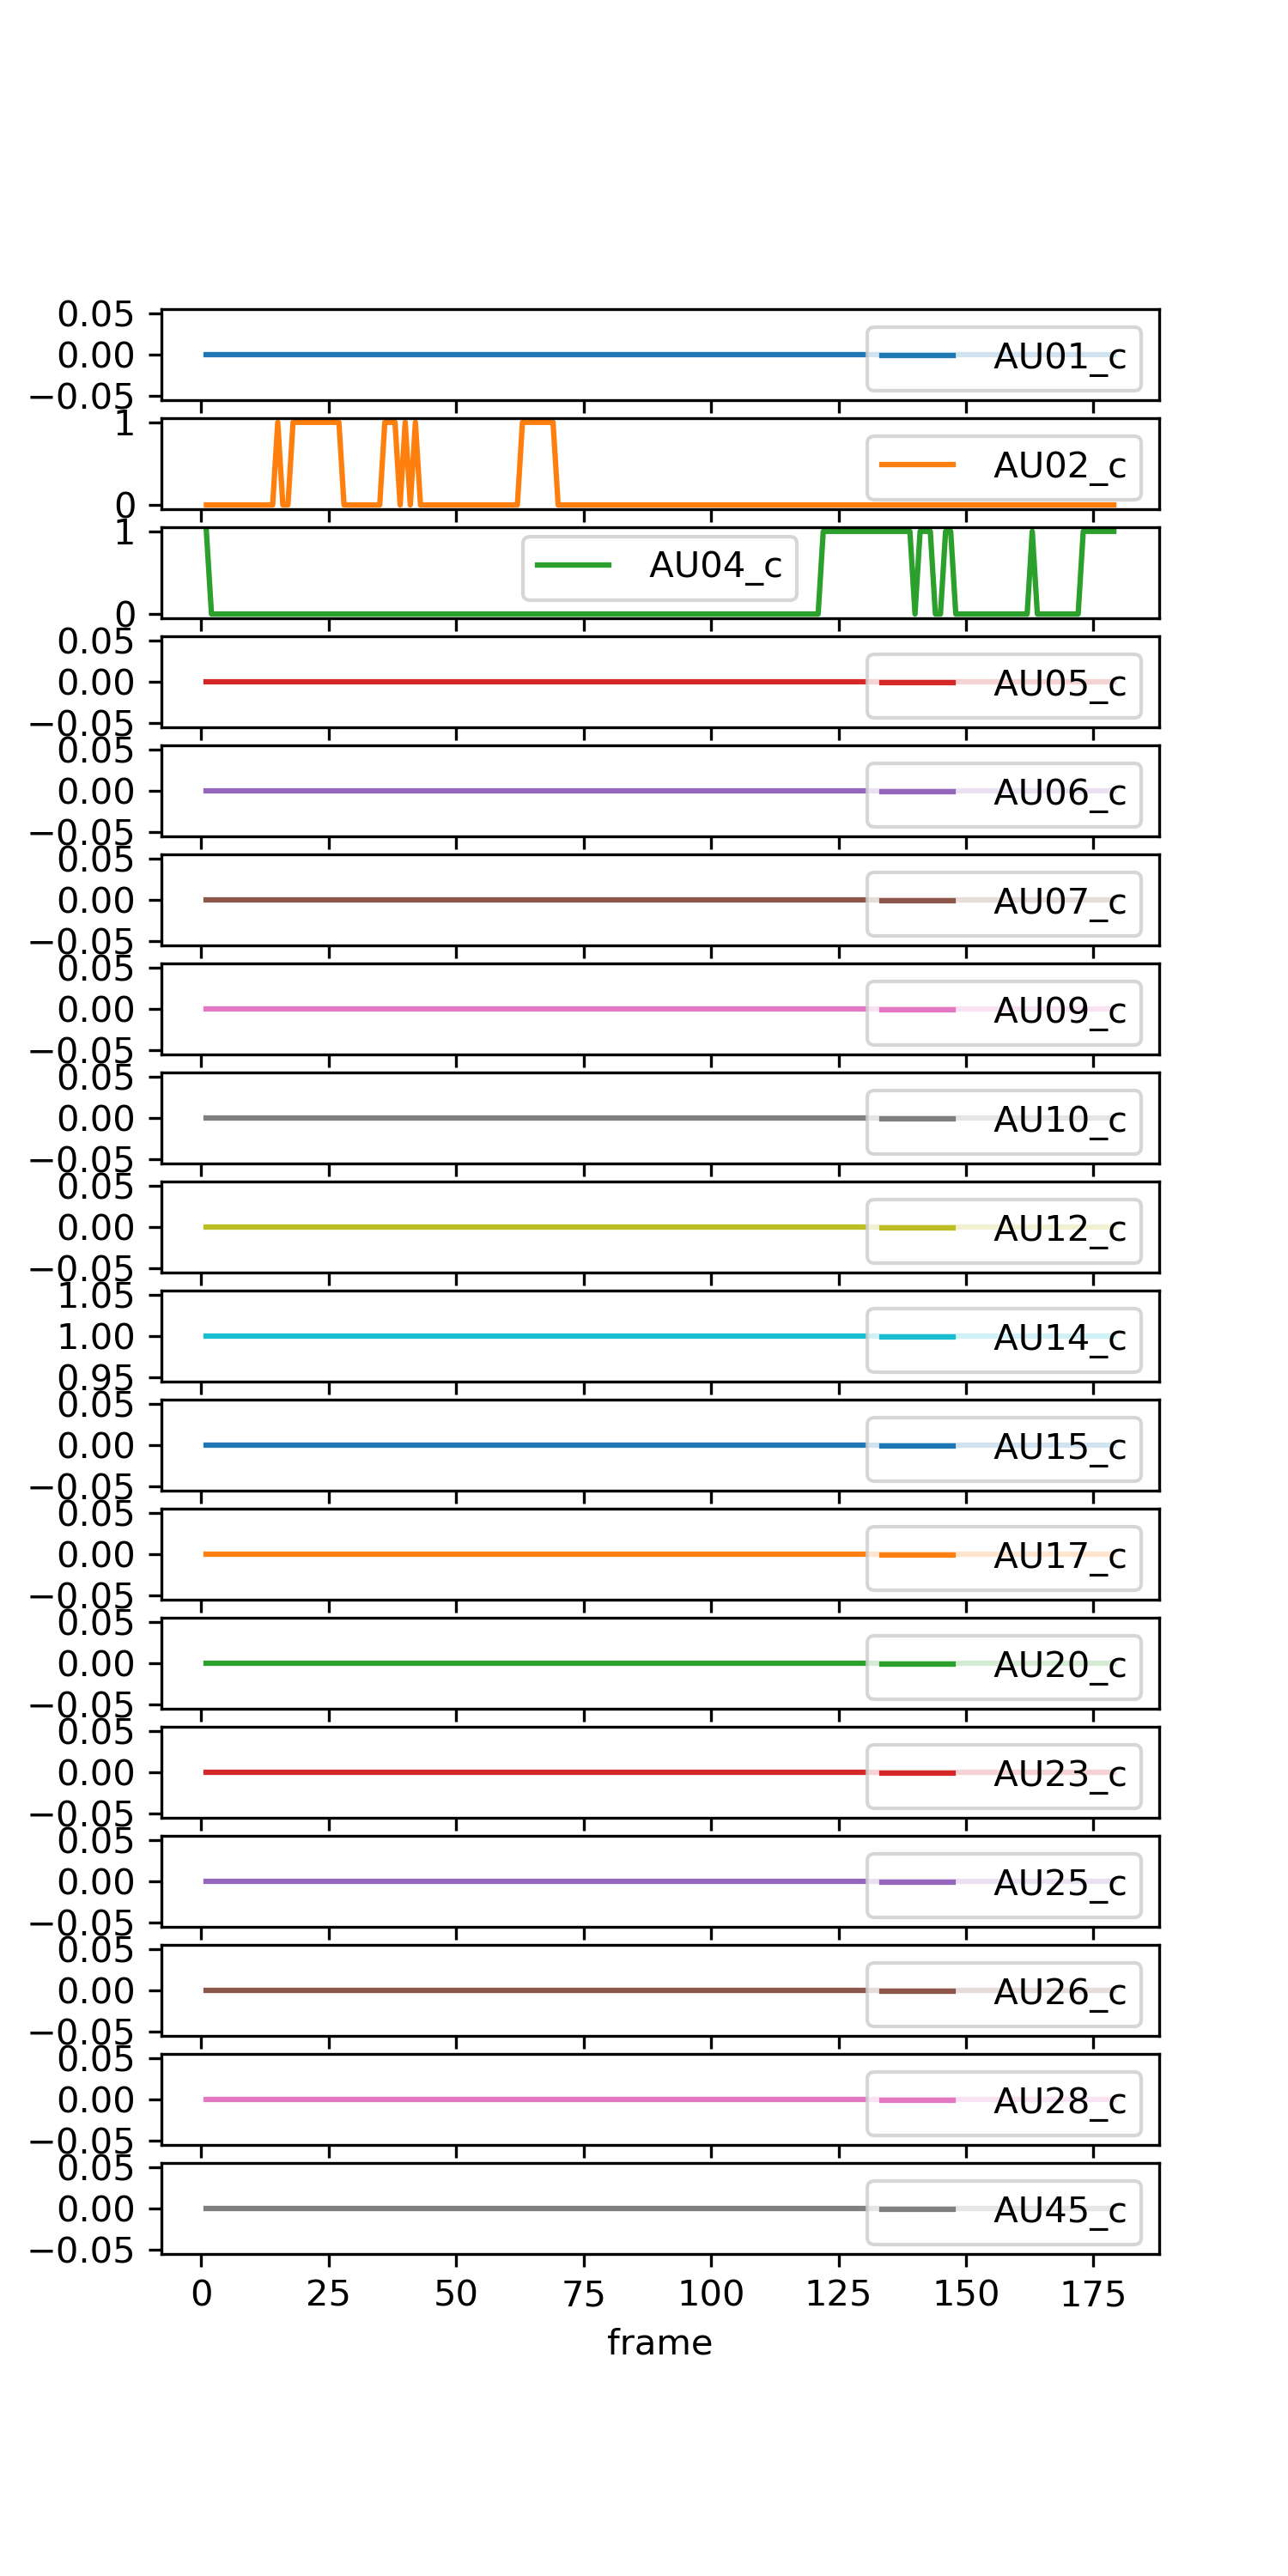 0.05
0.00 AU01_c
−0.05
1
AU02_c
0
1
AU04_c
0
0.05
0.00 AU05_c
−0.05
0.05
0.00 AU06_c
−0.05
0.05
0.00 AU07_c
−0.05
0.05
0.00 AU09_c
−0.05
0.05
0.00 AU10_c
−0.05
0.05
0.00 AU12_c
−0.05
1.05
1.00 AU14_c
0.95
0.05
0.00 AU15_c
−0.05
0.05
0.00 AU17_c
−0.05
0.05
0.00 AU20_c
−0.05
0.05
0.00 AU23_c
−0.05
0.05
0.00 AU25_c
−0.05
0.05
0.00 AU26_c
−0.05
0.05
0.00 AU28_c
−0.05
0.05
0.00 AU45_c
−0.05
0 25 50 75 100 125 150 175
frame